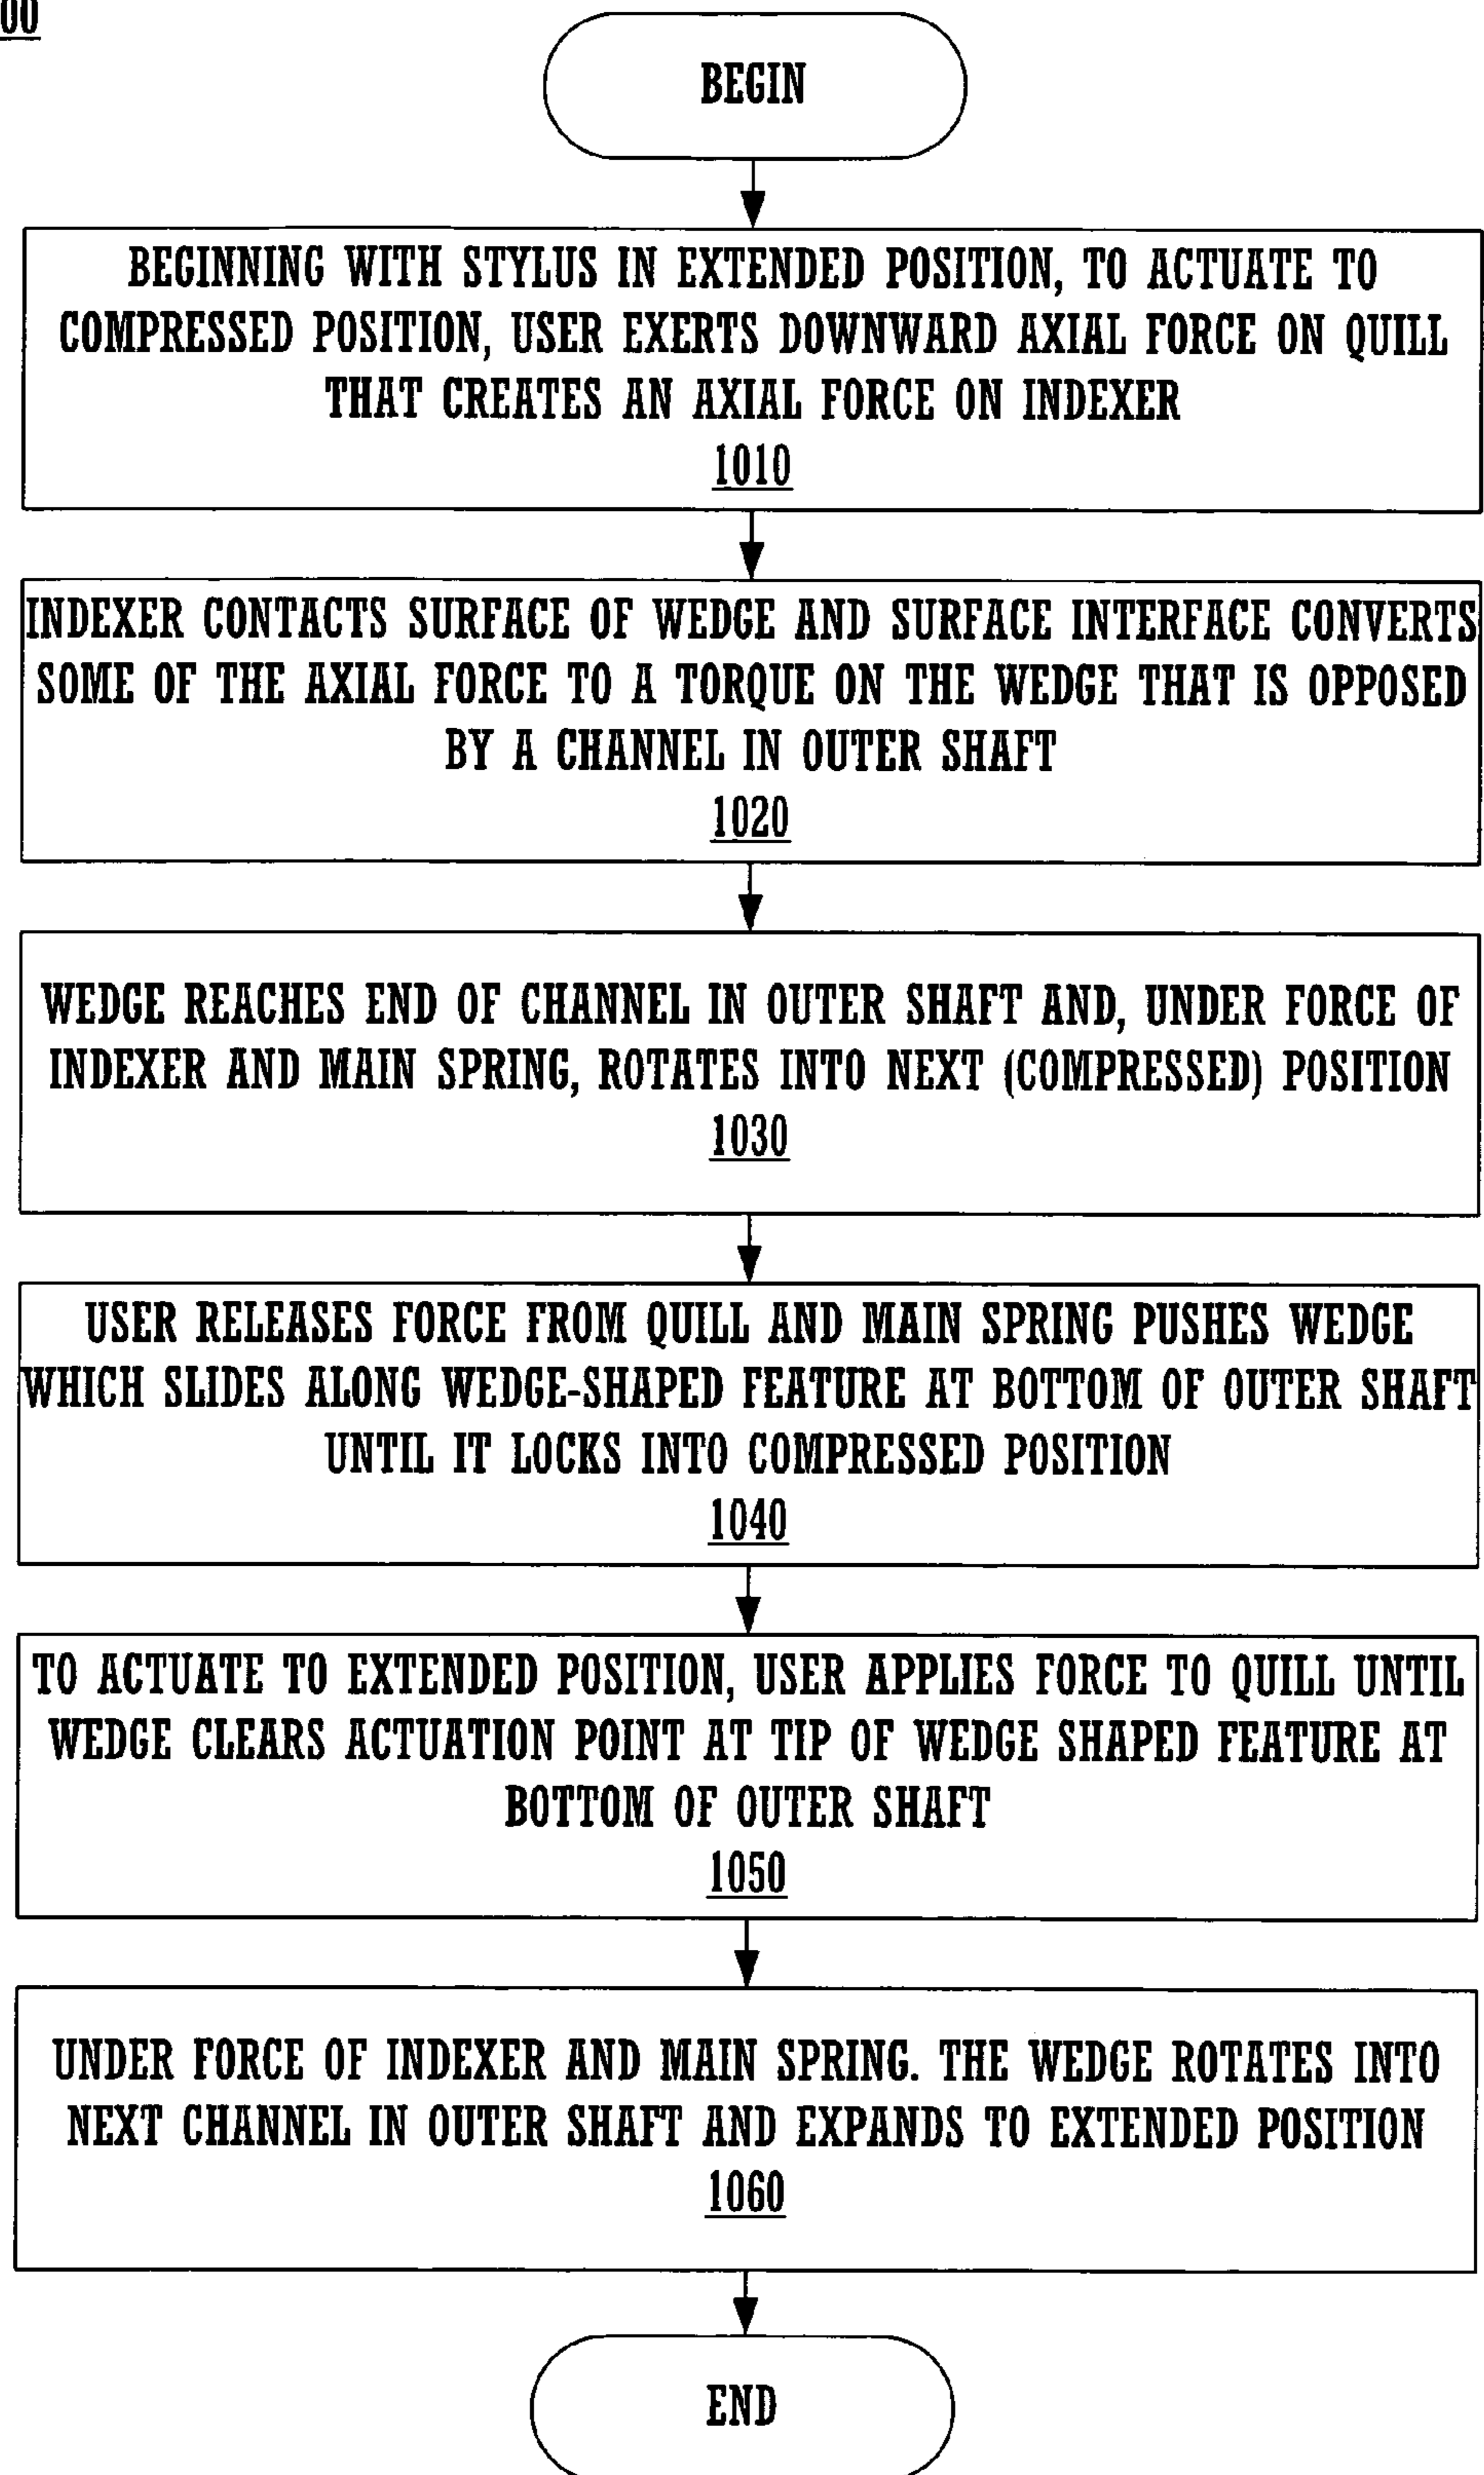 00
BEGIN
BEGINNING WITH STYLUS IN EXTENDED POSITION, TO ACTUATE TO
COMPRESSED POSITION, USER EXERTS DOWNWARD AXIAL FORCE ON QUILL
THAT CREATES AN AXIAL FORCE ON INDEXER
1010
INDEXER CONTACTS SURFACE OF WEDGE AND SURFACE INTERFACE CONVERTS
SOME OF THE AXIAL FORCE TO A TORQUE ON THE WEDGE THAT IS OPPOSED
BY A CHANNEL IN OUTER SHAFT
1020
WEDGE REACHES END OF CHANNEL IN OUTER SHAFT AND, UNDER FORCE OF
INDEXER AND MAIN SPRING, ROTATES INTO NEXT (COMPRESSED) POSITION
1030
USER RELEASES FORCE FROM QUILL AND MAIN SPRING PUSHES WEDGE
WHICH SLIDES ALONG WEDGE-SHAPED FEATURE AT BOTTOM OF OUTER SHAFT
UNTIL IT LOCKS INTO COMPRESSED POSITION
1040
TO ACTUATE TO EXTENDED POSITION, USER APPLIES FORCE TO QUILL UNTIL
WEDGE CLEARS ACTUATION POINT AT TIP OF WEDGE SHAPED FEATURE AT
BOTTOM OF OUTER SHAFT
1050
UNDER FORCE OF INDEXER AND MAIN SPRING. THE WEDGE ROTATES INTO
NEXT CHANNEL IN OUTER SHAFT AND EXPANDS TO EXTENDED POSITION
1060
END